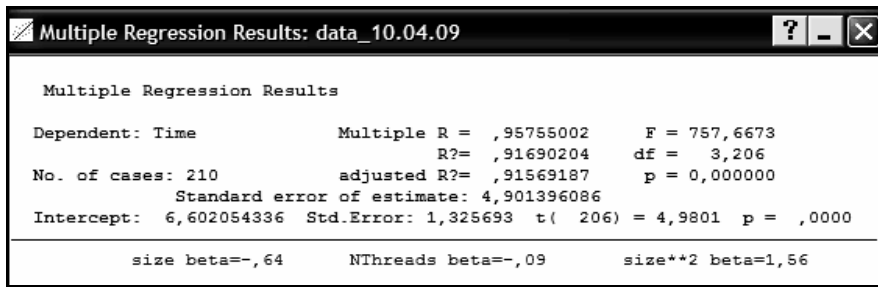 Multiple Regression Results: data_10.04.09
Multiple Regression Results
Dependent: Time Multiple R = ,95755002 F = 757,6673
R?= ,91690204 df = 3,206
No. of cases: 210 adjusted R?= ,91569187 p = 0,000000
Standard error of estimate: 4,901396086
Intercept: 6,602054336 Std.Error: 1,325693 t( 206) = 4,9801 p = ,0000
size beta=-,64 NThreads beta=-,09 size**2 beta=1,56